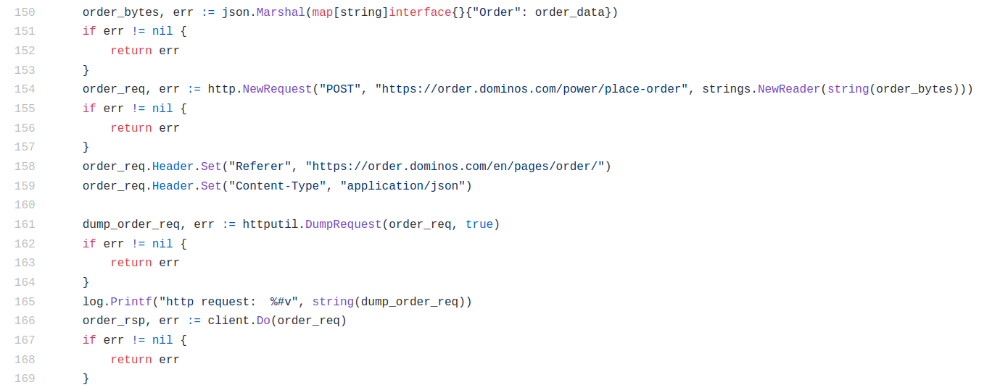 150 order_bytes, err := json.Marshal(map[string]interface{}{"Order": order_data})
151 if err != nil {
152 return err
153 }
154 order_req, err := http.NewRequest("POST", "https://order.dominos.com/power/place-order", strings.NewReader(string(order_bytes)))
155 if err != nil {
156 return err
157 }
158 order_req.Header.Set("Referer", "https://order.dominos.com/en/pages/order/")
159 order_req.Header.Set("Content-Type", "application/json")
160
161 dump_order_req, err := httputil.DumpRequest(order_req, true)
162 if err != nil {
163 return err
164 }
165 log.Printf("http request:  %#v", string(dump_order_req))
166 order_rsp, err := client.Do(order_req)
167 if err != nil {
168 return err
169 }